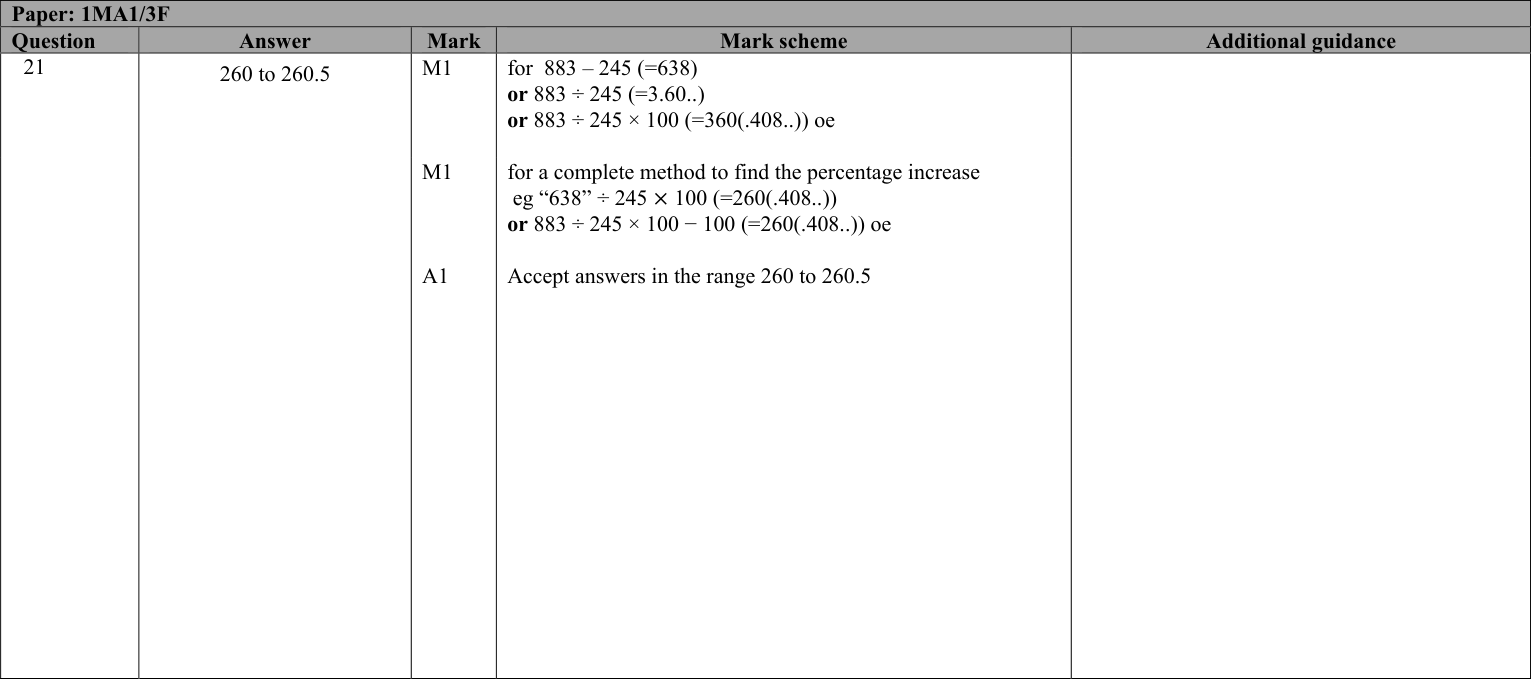 Paper: 1MA1/3F
Question Answer Mark Mark scheme Additional guidance
21 260 to 260.5 M1 for 883 – 245 (=638)
or 883 ÷ 245 (=3.60..)
or 883 ÷ 245 × 100 (=360(.408..)) oe
M1 for a complete method to find the percentage increase
eg “638” ÷ 245 × 100 (=260(.408..))
or 883 ÷ 245 × 100 − 100 (=260(.408..)) oe
A1 Accept answers in the range 260 to 260.5